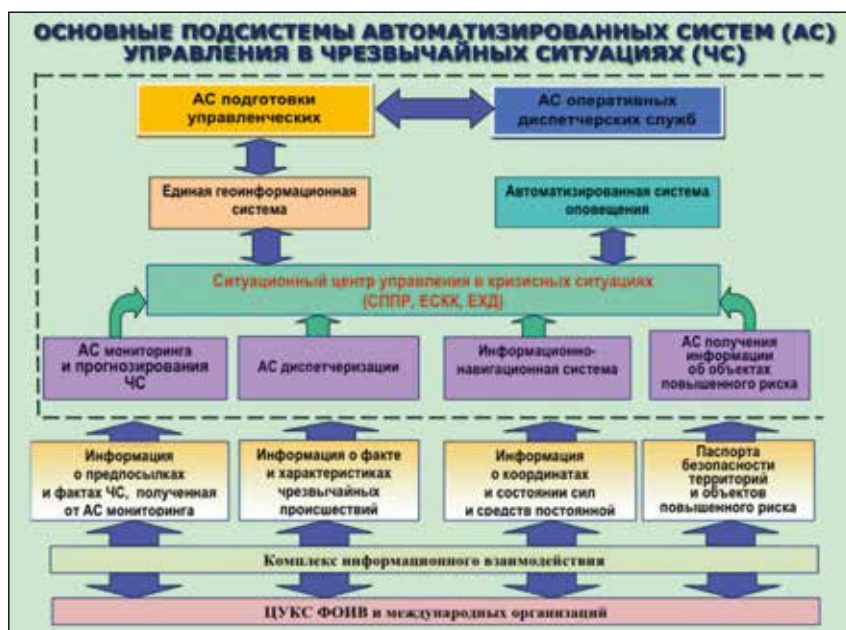 ОСНОВНЫЕ ПОДСИСТЕМЫ АВТОМАТИЗИРОВАННЫХ СИСТЕМ (АС)
УПРАВЛЕНИЯ В ЧРЕЗВЫЧАЙНЫХ СИТУАЦИЯХ (ЧС)
АС подготовки
управленческих
АС оперативных
диспетчерских служб
Единая геоинформационная
система
Автоматизированная система
оповещения
Ситуационный центр управления в кризисных ситуациях
(СППР, ЕСКК, ЕХД)
АС мониторинга
и прогнозирования
ЧС
АС диспетчеризации
Информационно-
навигационная система
АС получения
информации
об объектах
повышенного риска
Информация
о предпосылках
и фактах ЧС, полученная
от АС мониторинга
Информация о факте
и характеристиках
чрезвычайных
происшествий
Информация
о координатах
и состоянии сил
и средств постоянной
Паспорта
безопасности
территорий
и объектов
повышенного риска
Комплекс информационного взаимодействия
ЦУКС ФОИВ и международных организаций